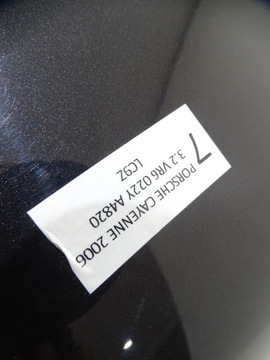 7
PORSCHE CAYENNE 2006
3.2 VR6 022Y A4820
LC9Z